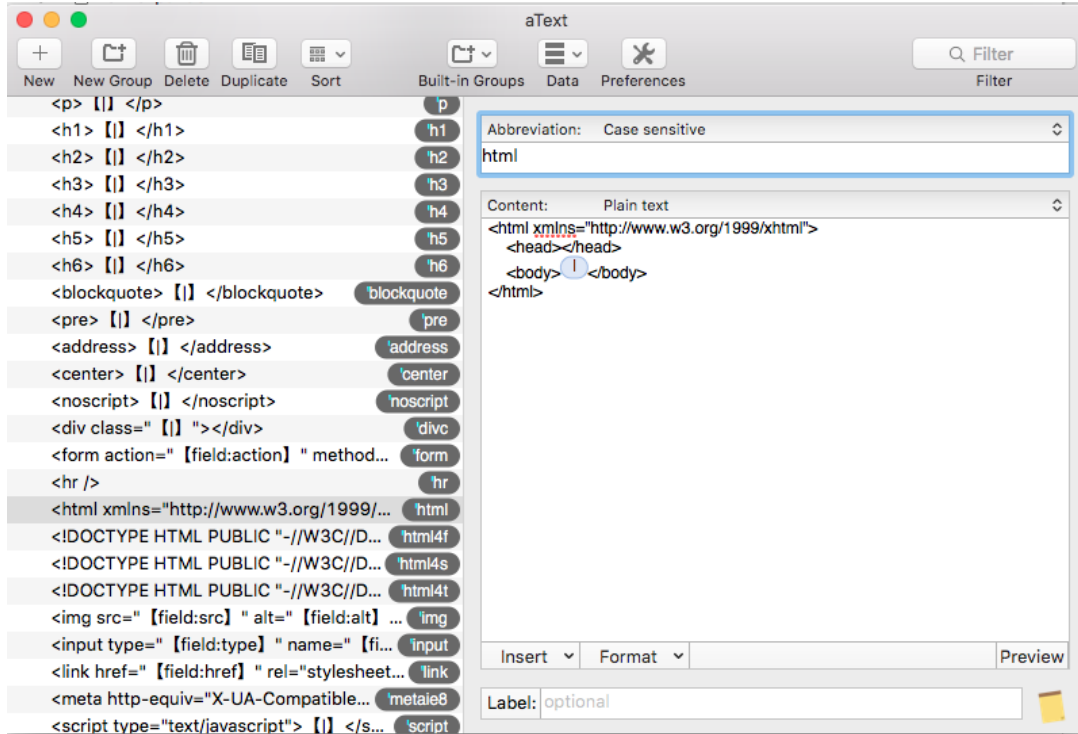 aText
New New Group Delete Duplicate Sort Built-in Groups Data Preferences Filter
Filter
<p>【|】</p> 'p
<h1>【|】</h1> 'h1
<h2>【|】</h2> 'h2
<h3>【|】</h3> 'h3
<h4>【|】</h4> 'h4
<h5>【|】</h5> 'h5
<h6>【|】</h6> 'h6
<blockquote>【|】</blockquote> 'blockquote
<pre>【|】</pre> 'pre
<address>【|】</address> 'address
<center>【|】</center> 'center
<noscript>【|】</noscript> 'noscript
<div class="【|】"></div> 'divc
<form action="【field:action】" method... 'form
<hr /> 'hr
<html xmlns="http://www.w3.org/1999/... 'html
<!DOCTYPE HTML PUBLIC "-//W3C//D... 'html4f
<!DOCTYPE HTML PUBLIC "-//W3C//D... 'html4s
<!DOCTYPE HTML PUBLIC "-//W3C//D... 'html4t
<img src="【field:src】" alt="【field:alt】... 'img
<input type="【field:type】" name="【fi... 'input
<link href="【field:href】" rel="stylesheet... 'link
<meta http-equiv="X-UA-Compatible... 'metaie8
<script type="text/javascript">【|】</s... 'script
Abbreviation: Case sensitive
html
Content: Plain text
<html xmlns="http://www.w3.org/1999/xhtml">
<head></head>
<body>|</body>
</html>
Insert Format Preview
Label: optional